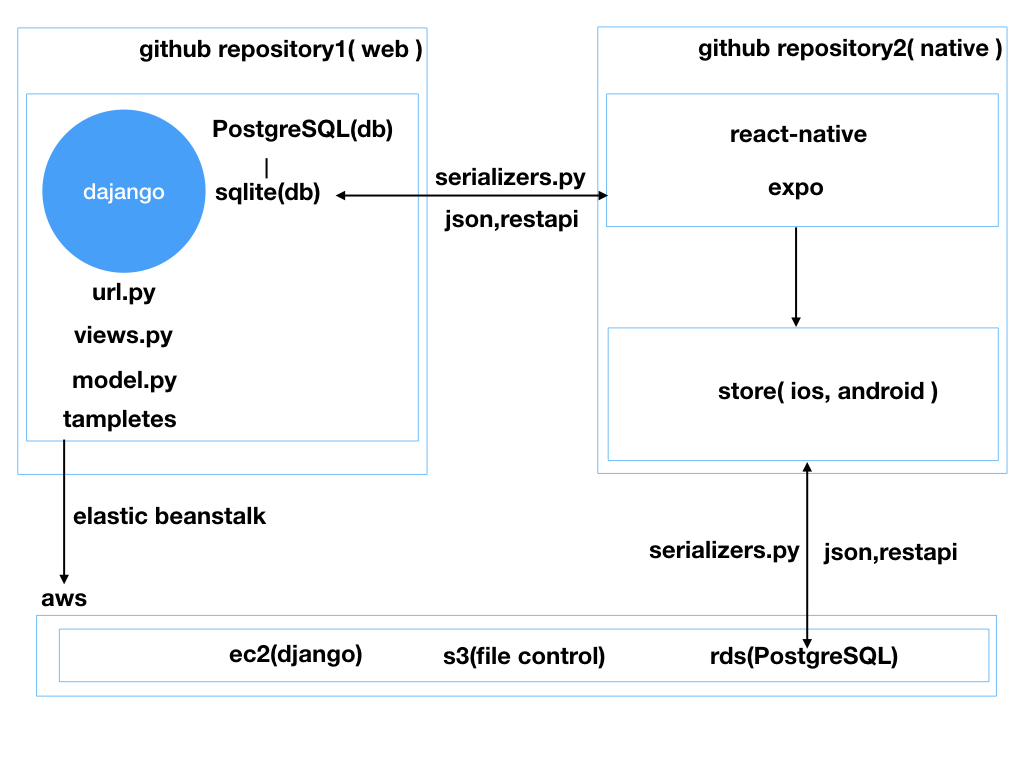 github repository1( web )
github repository2( native )
PostgreSQL(db)
|
sqlite(db)
dajango
url.py
views.py
model.py
tampletes
serializers.py
json,restapi
react-native
expo
store( ios, android )
elastic beanstalk
serializers.py
json,restapi
aws
ec2(django)
s3(file control)
rds(PostgreSQL)